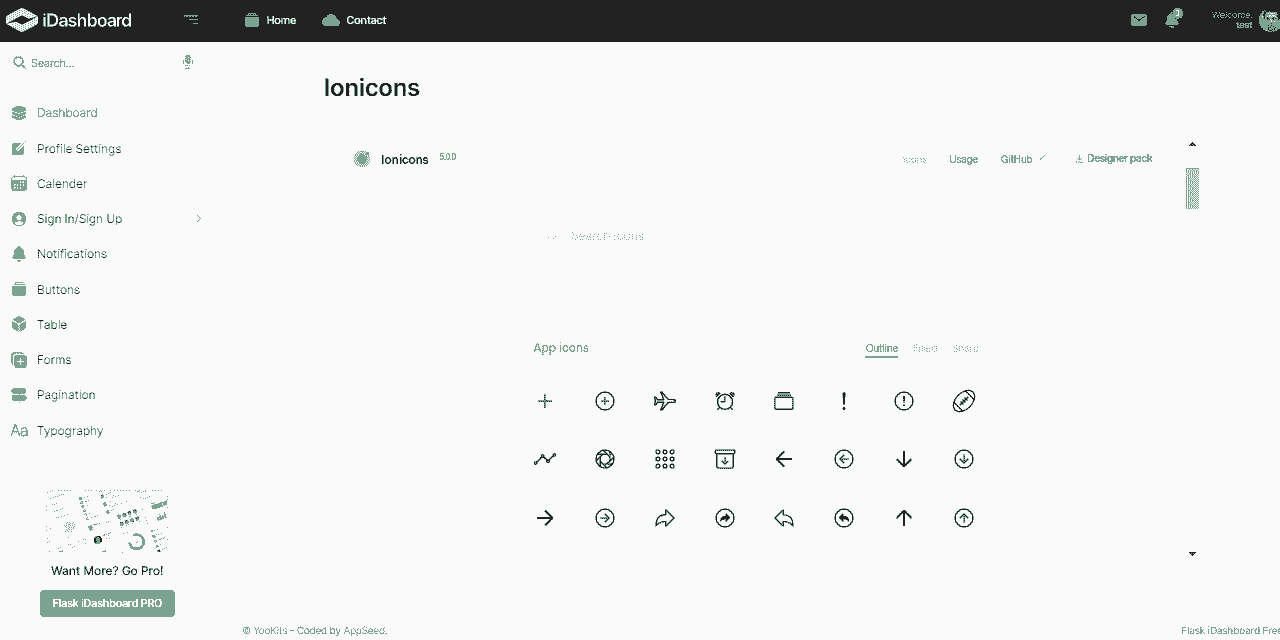 iDashboard
Home
Contact
3
Welcome,
test
Search...
Dashboard
Profile Settings
Calender
Sign In/Sign Up
Notifications
Buttons
Table
Forms
Pagination
Aa Typography
Want More? Go Pro!
Flask iDashboard PRO
Ionicons
Ionicons 5.0.0
Icons
Usage
GitHub
Designer pack
Search icons
App icons
Outline
Filled
Sharp
© YooKits - Coded by AppSeed.
Flask iDashboard Free